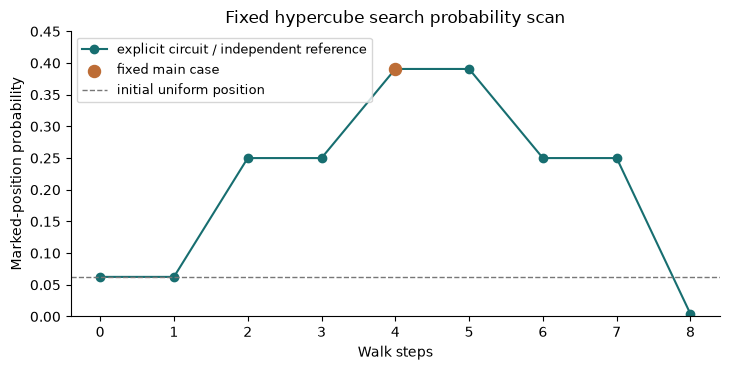 Fixed hypercube search probability scan
Marked-position probability
0.45
0.40
0.35
0.30
0.25
0.20
0.15
0.10
0.05
0.00
explicit circuit / independent reference
fixed main case
initial uniform position
0 1 2 3 4 5 6 7 8
Walk steps